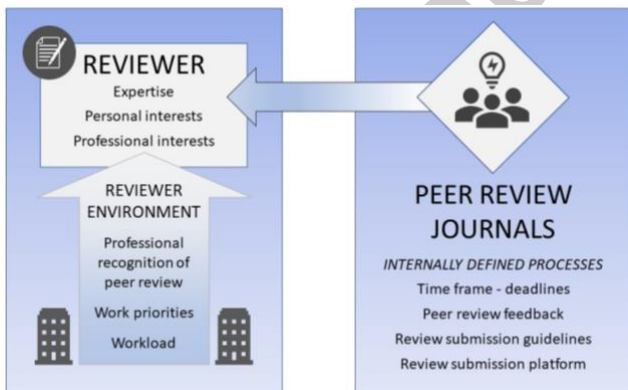 REVIEWER
Expertise
Personal interests
Professional interests
REVIEWER
ENVIRONMENT
Professional
recognition of
peer review
Work priorities
Workload
PEER REVIEW
JOURNALS
INTERNALLY DEFINED PROCESSES
Time frame - deadlines
Peer review feedback
Review submission guidelines
Review submission platform